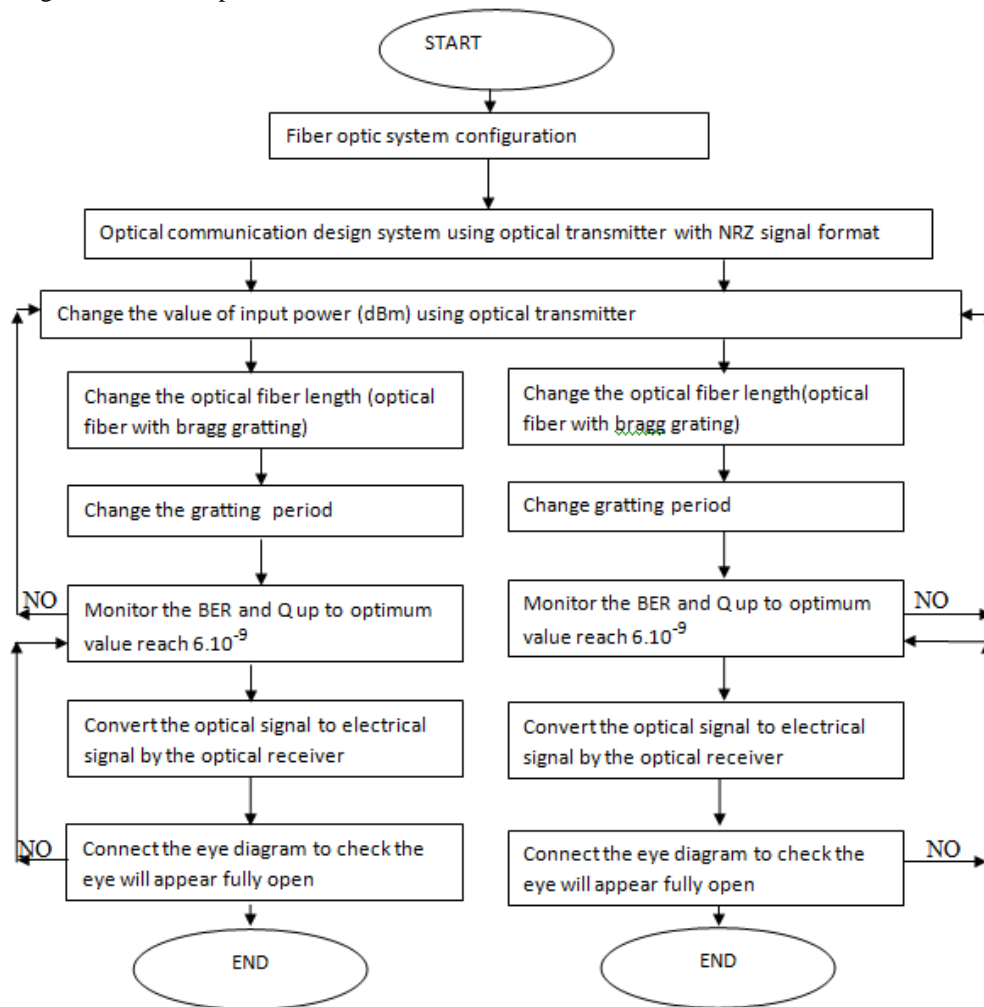 START
Fiber optic system configuration
Optical communication design system using optical transmitter with NRZ signal format
Change the value of input power (dBm) using optical transmitter
Change the optical fiber length (optical
fiber with bragg gratting)
Change the gratting period
NO
Monitor the BER and Q up to optimum
value reach 6.10⁻⁹
Convert the optical signal to electrical
signal by the optical receiver
NO
Connect the eye diagram to check the
eye will appear fully open
END
Change the optical fiber length(optical
fiber with bragg grating)
Change gratting period
Monitor the BER and Q up to optimum
value reach 6.10⁻⁹
NO
Convert the optical signal to electrical
signal by the optical receiver
Connect the eye diagram to check the
eye will appear fully open
NO
END